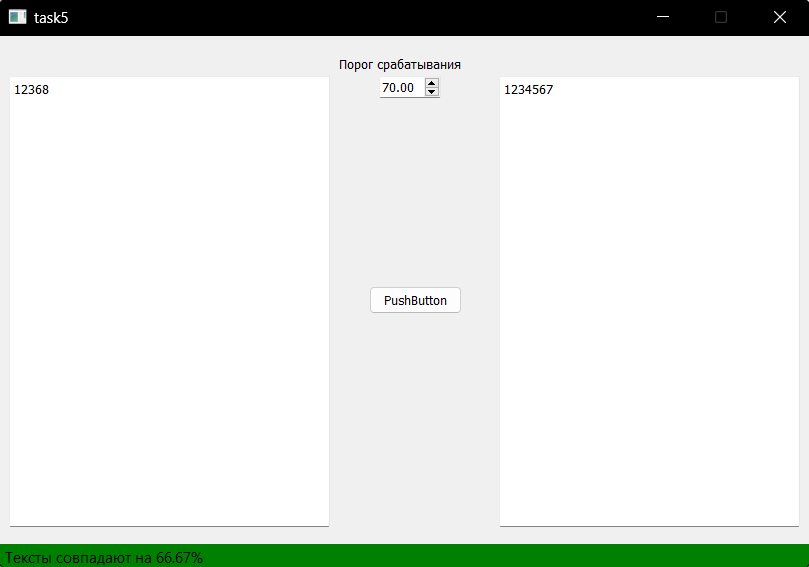 task5
Порог срабатывания
12368
70.00
1234567
PushButton
Тексты совпадают на 66.67%